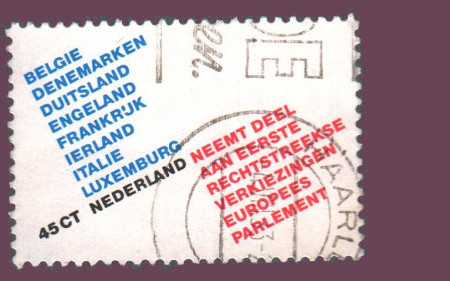 BELGIE
DENEMARKEN
DUITSLAND
ENGELAND
FRANKRIJK
IERLAND
ITALIE
LUXEMBURG
45 CT NEDERLAND
NEEMT DEEL
AAN EERSTE
RECHTSTREEKSE
VERKIEZINGEN
EUROPEES
PARLEMENT
DE